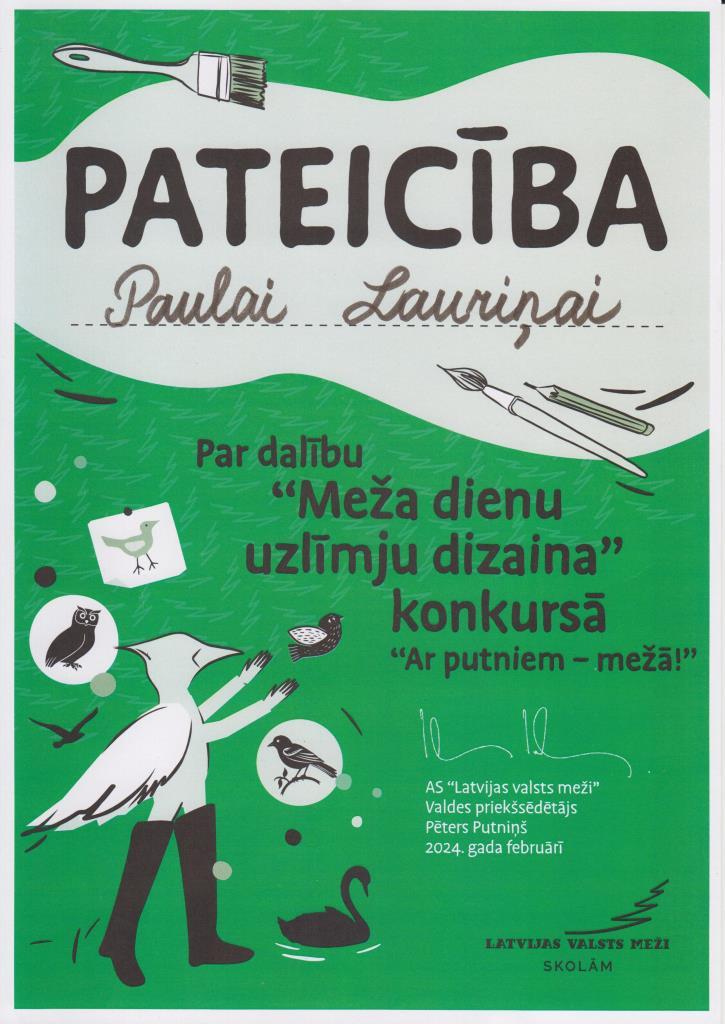 PATEICĪBA
Paulai Lauriņai
Par dalību
“Meža dienu
uzlīmju dizaina”
konkursā
“Ar putniem – mežā!”
AS “Latvijas valsts meži”
Valdes priekšsēdētājs
Pēters Putniņš
2024. gada februārī
LATVIJAS VALSTS MEŽI
SKOLĀM